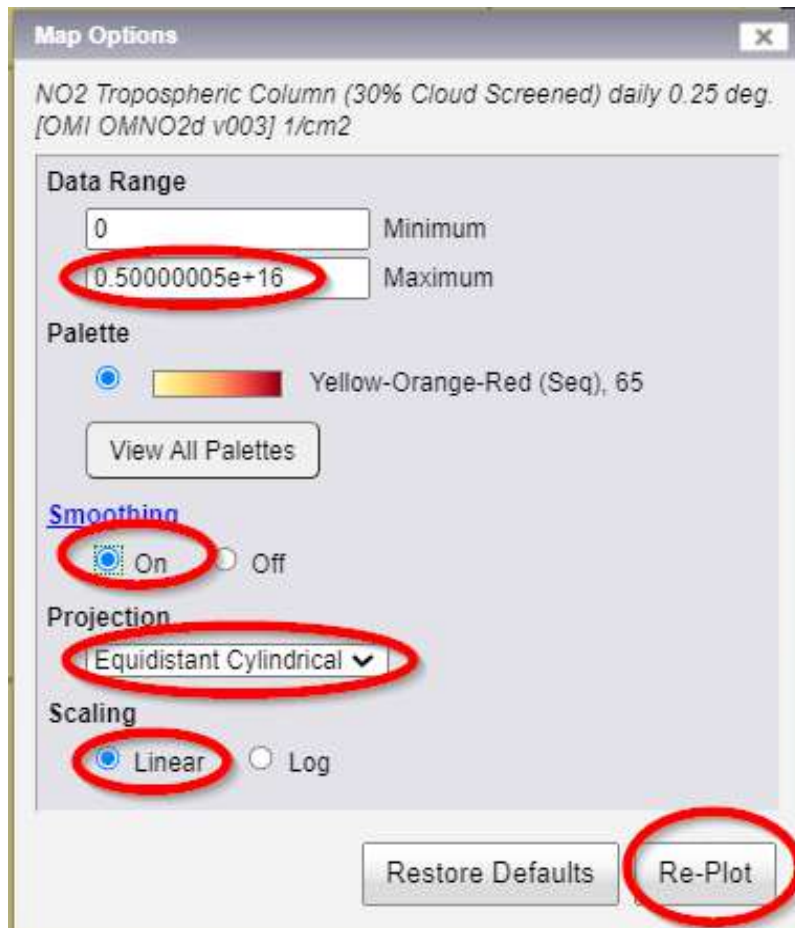 Map Options
NO2 Tropospheric Column (30% Cloud Screened) daily 0.25 deg.
[OMI OMNO2d v003] 1/cm2
Data Range
0 Minimum
0.50000005e+16 Maximum
Palette
Yellow-Orange-Red (Seq), 65
View All Palettes
Smoothing
On Off
Projection
Equidistant Cylindrical
Scaling
Linear Log
Restore Defaults Re-Plot